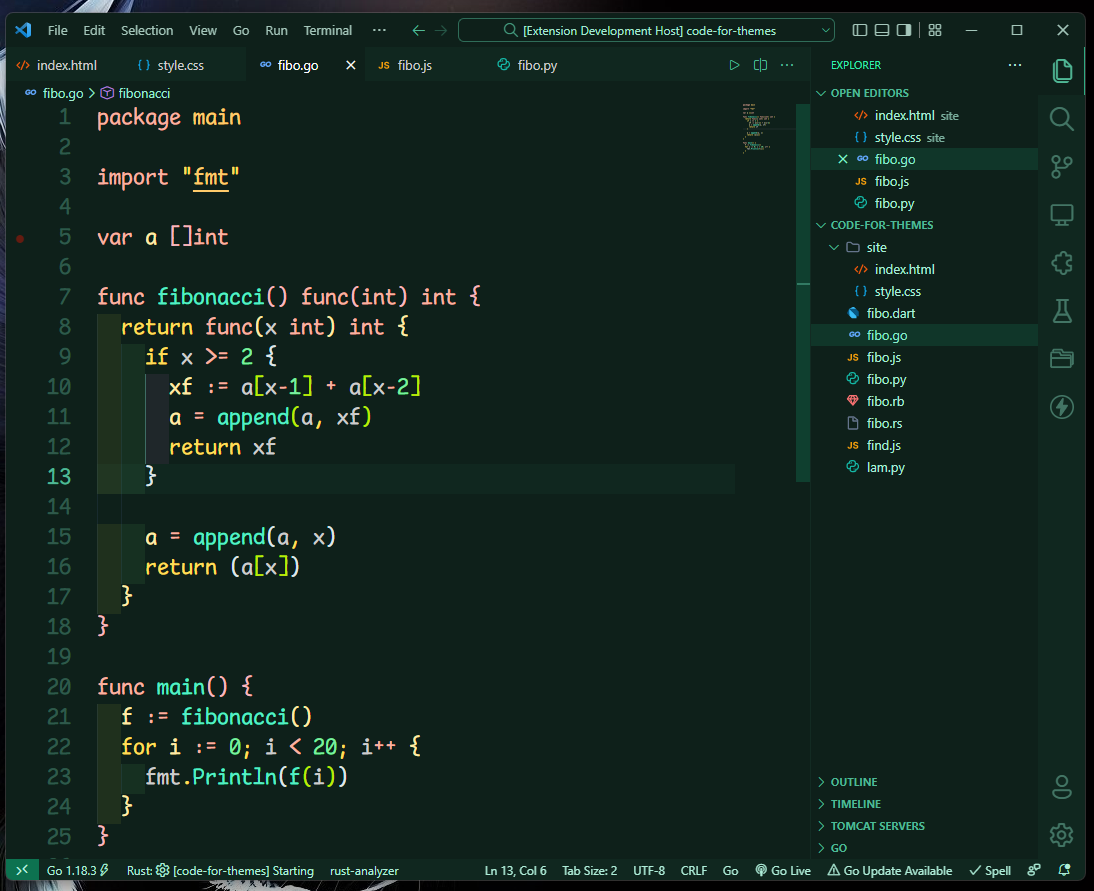 File Edit Selection View Go Run Terminal ··· [Extension Development Host] code-for-themes
index.html style.css fibo.go JS fibo.js fibo.py
fibo.go > fibonacci
1 package main
2
3 import "fmt"
4
5 var a []int
6
7 func fibonacci() func(int) int {
8 return func(x int) int {
9 if x >= 2 {
10 xf := a[x-1] + a[x-2]
11 a = append(a, xf)
12 return xf
13 }
14
15 a = append(a, x)
16 return (a[x])
17 }
18 }
19
20 func main() {
21 f := fibonacci()
22 for i := 0; i < 20; i++ {
23 fmt.Println(f(i))
24 }
25 }
EXPLORER
OPEN EDITORS
index.html site
style.css site
fibo.go
JS fibo.js
fibo.py
CODE-FOR-THEMES
site
index.html
style.css
fibo.dart
fibo.go
JS fibo.js
fibo.py
fibo.rb
fibo.rs
JS find.js
lam.py
OUTLINE
TIMELINE
TOMCAT SERVERS
GO
Go 1.18.3 Rust: [code-for-themes] Starting rust-analyzer Ln 13, Col 6 Tab Size: 2 UTF-8 CRLF Go Go Live Go Update Available Spell